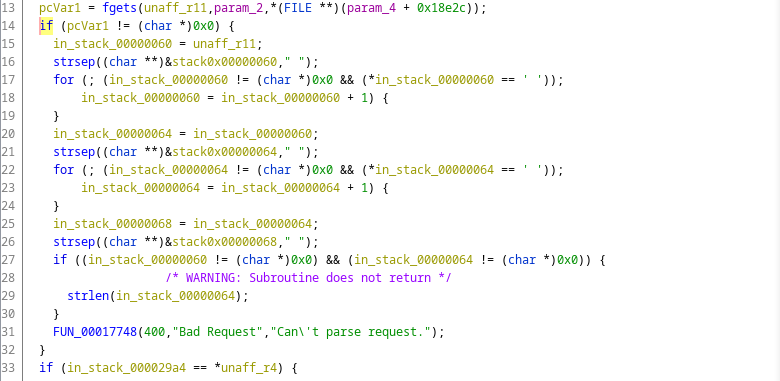 13 pcVar1 = fgets(unaff_r11,param_2,*(FILE **)(param_4 + 0x18e2c));
14 if (pcVar1 != (char *)0x0) {
15 in_stack_00000060 = unaff_r11;
16 strsep((char **)&stack0x00000060," ");
17 for (; (in_stack_00000060 != (char *)0x0 && (*in_stack_00000060 == ' '));
18 in_stack_00000060 = in_stack_00000060 + 1) {
19 }
20 in_stack_00000064 = in_stack_00000060;
21 strsep((char **)&stack0x00000064," ");
22 for (; (in_stack_00000064 != (char *)0x0 && (*in_stack_00000064 == ' '));
23 in_stack_00000064 = in_stack_00000064 + 1) {
24 }
25 in_stack_00000068 = in_stack_00000064;
26 strsep((char **)&stack0x00000068," ");
27 if ((in_stack_00000060 != (char *)0x0) && (in_stack_00000064 != (char *)0x0)) {
28 /* WARNING: Subroutine does not return */
29 strlen(in_stack_00000064);
30 }
31 FUN_00017748(400,"Bad Request","Can\'t parse request.");
32 }
33 if (in_stack_000029a4 == *unaff_r4) {